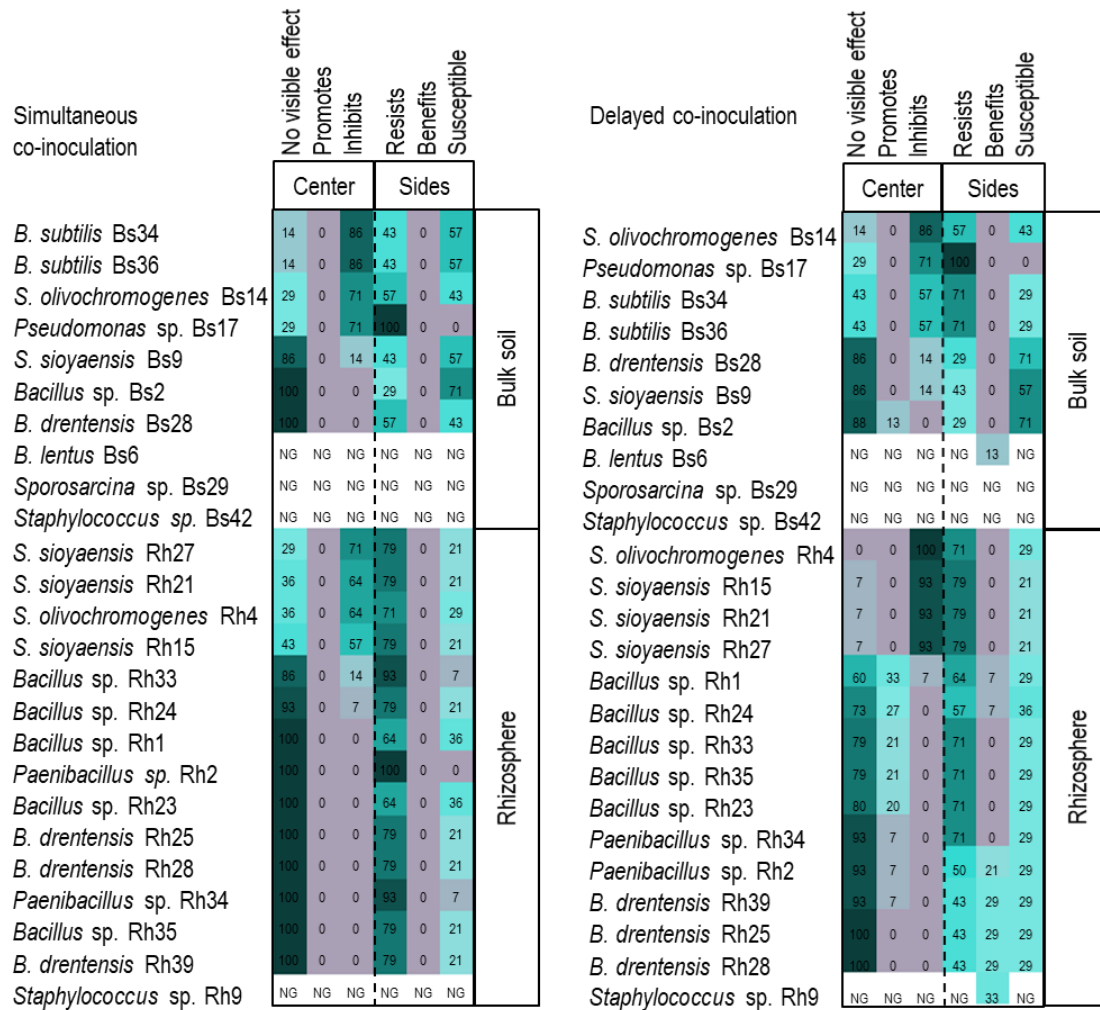 Simultaneous
co-inoculation
No visible effect
Promotes
Inhibits
Resists
Benefits
Susceptible
Center Sides
B. subtilis Bs34 14 0 86 43 0 57
B. subtilis Bs36 14 0 86 43 0 57
S. olivochromogenes Bs14 29 0 71 57 0 43
Pseudomonas sp. Bs17 29 0 71 100 0 0
S. sioyaensis Bs9 86 0 14 43 0 57
Bacillus sp. Bs2 100 0 0 29 0 71
B. drentensis Bs28 100 0 0 57 0 43
B. lentus Bs6 NG NG NG NG NG NG
Sporosarcina sp. Bs29 NG NG NG NG NG NG
Staphylococcus sp. Bs42 NG NG NG NG NG NG
Bulk soil
S. sioyaensis Rh27 29 0 71 79 0 21
S. sioyaensis Rh21 36 0 64 79 0 21
S. olivochromogenes Rh4 36 0 64 71 0 29
S. sioyaensis Rh15 43 0 57 79 0 21
Bacillus sp. Rh33 86 0 14 93 0 7
Bacillus sp. Rh24 93 0 7 79 0 21
Bacillus sp. Rh1 100 0 0 64 0 36
Paenibacillus sp. Rh2 100 0 0 100 0 0
Bacillus sp. Rh23 100 0 0 64 0 36
B. drentensis Rh25 100 0 0 79 0 21
B. drentensis Rh28 100 0 0 79 0 21
Paenibacillus sp. Rh34 100 0 0 93 0 7
Bacillus sp. Rh35 100 0 0 79 0 21
B. drentensis Rh39 100 0 0 79 0 21
Staphylococcus sp. Rh9 NG NG NG NG NG NG
Rhizosphere
Delayed co-inoculation
No visible effect
Promotes
Inhibits
Resists
Benefits
Susceptible
Center Sides
S. olivochromogenes Bs14 14 0 86 57 0 43
Pseudomonas sp. Bs17 29 0 71 100 0 0
B. subtilis Bs34 43 0 57 71 0 29
B. subtilis Bs36 43 0 57 71 0 29
B. drentensis Bs28 86 0 14 29 0 71
S. sioyaensis Bs9 86 0 14 43 0 57
Bacillus sp. Bs2 88 13 0 29 0 71
B. lentus Bs6 NG NG NG NG 13 NG
Sporosarcina sp. Bs29 NG NG NG NG NG NG
Staphylococcus sp. Bs42 NG NG NG NG NG NG
Bulk soil
S. olivochromogenes Rh4 0 0 100 71 0 29
S. sioyaensis Rh15 7 0 93 79 0 21
S. sioyaensis Rh21 7 0 93 79 0 21
S. sioyaensis Rh27 7 0 93 79 0 21
Bacillus sp. Rh1 60 33 7 64 7 29
Bacillus sp. Rh24 73 27 0 57 7 36
Bacillus sp. Rh33 79 21 0 71 0 29
Bacillus sp. Rh35 79 21 0 71 0 29
Bacillus sp. Rh23 80 20 0 71 0 29
Paenibacillus sp. Rh34 93 7 0 71 0 29
Paenibacillus sp. Rh2 93 7 0 50 21 29
B. drentensis Rh39 93 7 0 43 29 29
B. drentensis Rh25 100 0 0 43 29 29
B. drentensis Rh28 100 0 0 43 29 29
Staphylococcus sp. Rh9 NG NG NG NG 33 NG
Rhizosphere